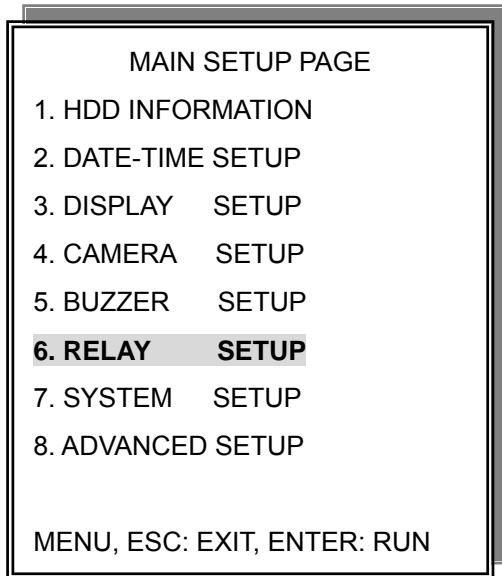 MAIN SETUP PAGE
1. HDD INFORMATION
2. DATE-TIME SETUP
3. DISPLAY SETUP
4. CAMERA SETUP
5. BUZZER SETUP
6. RELAY SETUP
7. SYSTEM SETUP
8. ADVANCED SETUP
MENU, ESC: EXIT, ENTER: RUN